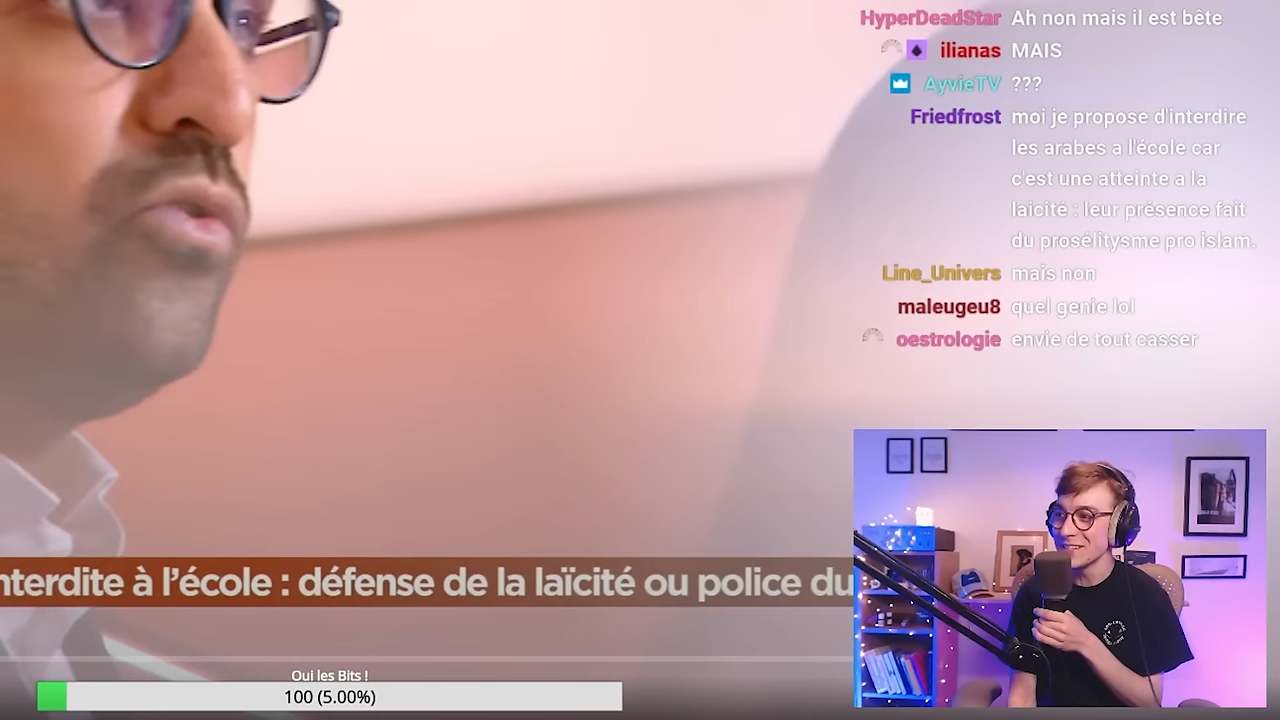 HyperDeadStar Ah non mais il est bête
ilianas MAIS
AyvieTV ???
Friedfrost moi je propose d'interdire
les arabes a l'école car
c'est une atteinte a la
laicité : leur présence fait
du prosélitysme pro islam.
Line_Univers mais non
maleugeu8 quel genie lol
oestrologie envie de tout casser
nterdite à l'école : défense de la laïcité ou police du
Oui les Bits !
100 (5.00%)